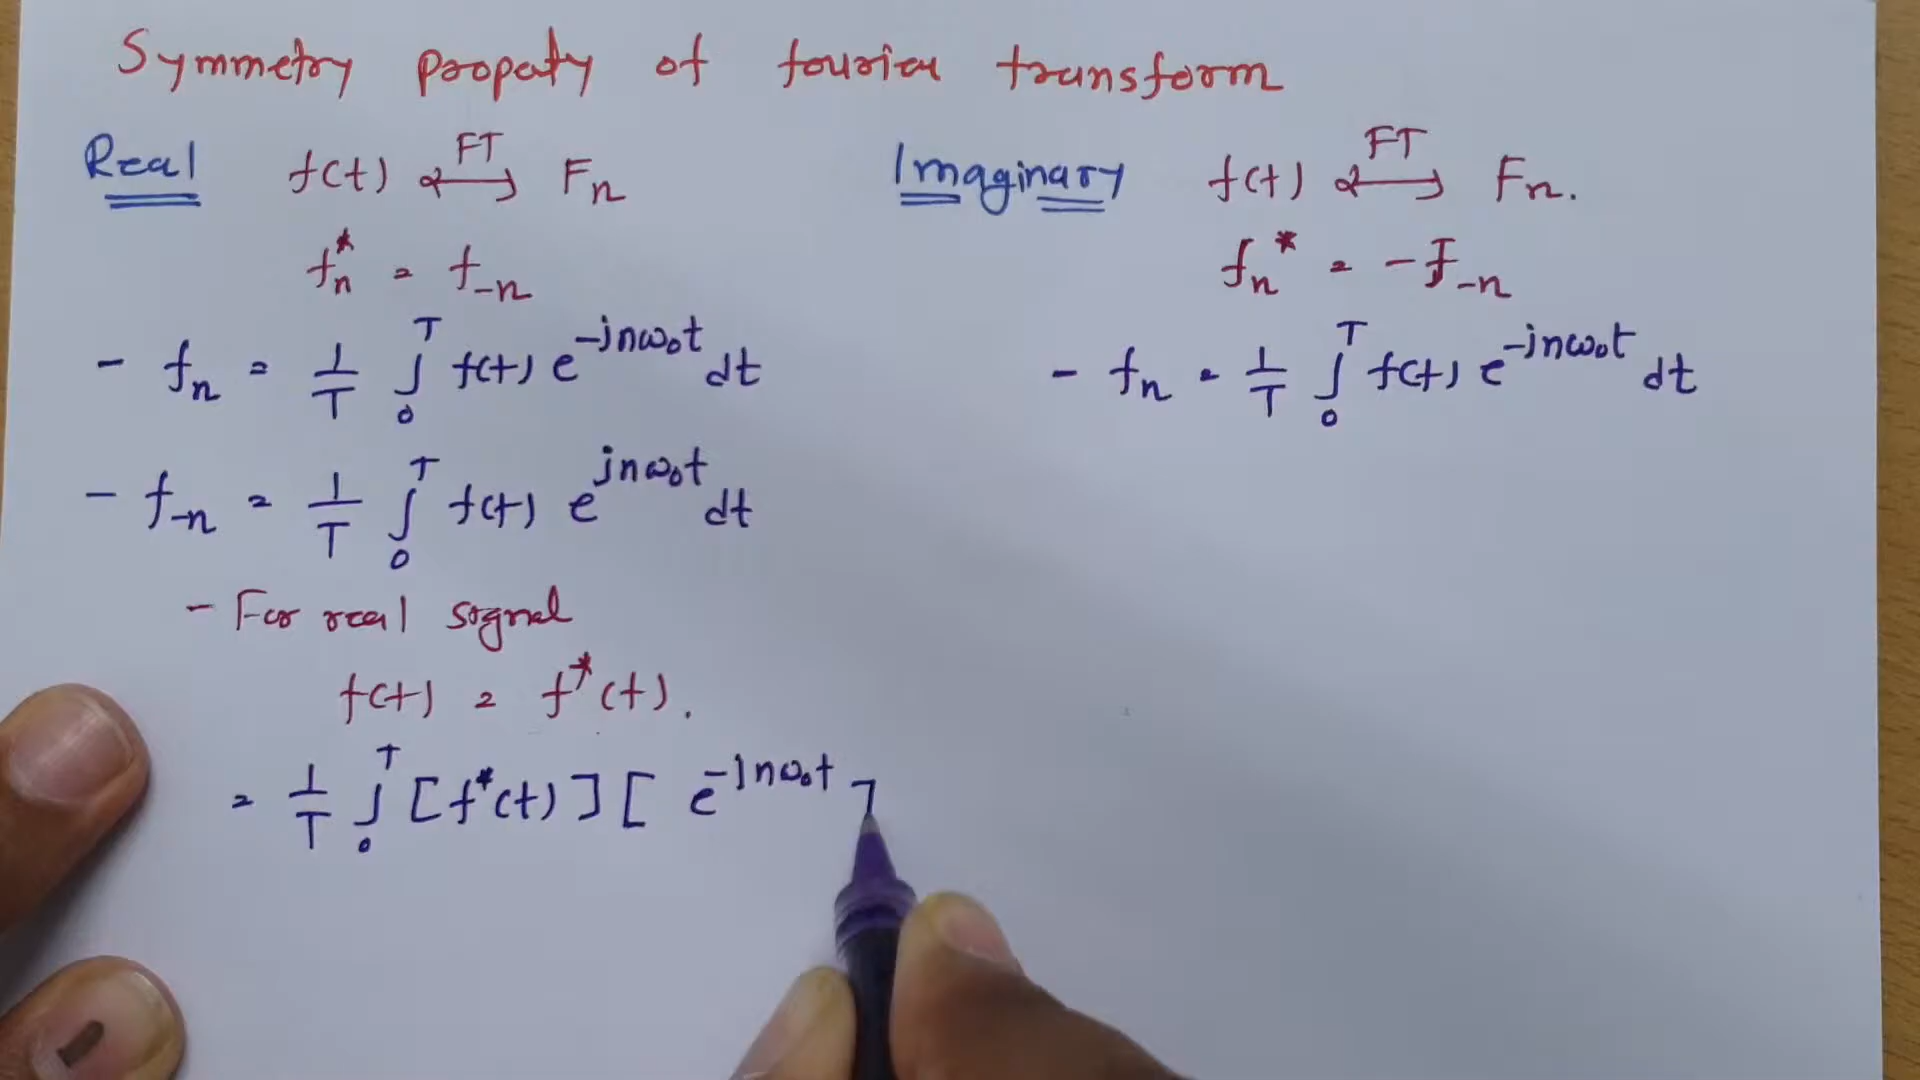 Symmetry property of fourier transform
Real f(t) ⟷ FT Fn
fn* = f-n
- fn = 1/T ∫₀ᵀ f(t) e^-jnω₀t dt
- f-n = 1/T ∫₀ᵀ f(t) e^jnω₀t dt
- For real signal
f(t) = f*(t).
= 1/T ∫₀ᵀ [f*(t)] [ e^-jnω₀t ]
Imaginary f(t) ⟷ FT Fn.
fn* = -F-n
- fn = 1/T ∫₀ᵀ f(t) e^-jnω₀t dt